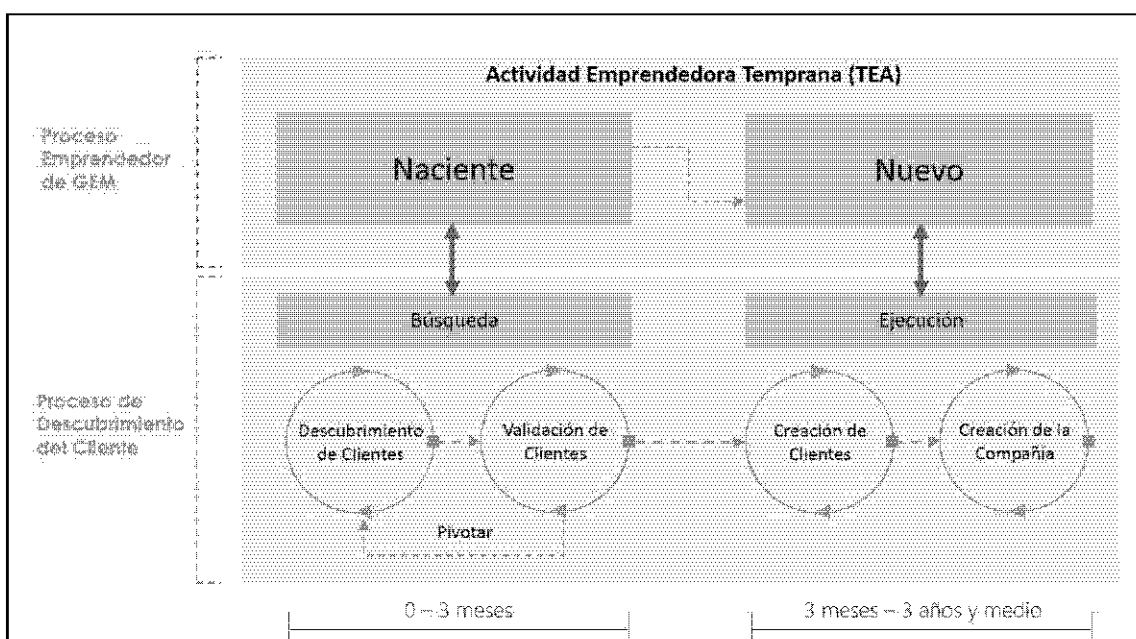 Actividad Emprendedora Temprana (TEA)
Proceso
Emprendedor
de GEM
Naciente
Nuevo
Búsqueda
Ejecución
Proceso de
Descubrimiento
del Cliente
Descubrimiento
de Clientes
Validación de
Clientes
Creación de
Clientes
Creación de la
Compañia
Pivotar
0 – 3 meses
3 meses – 3 años y medio